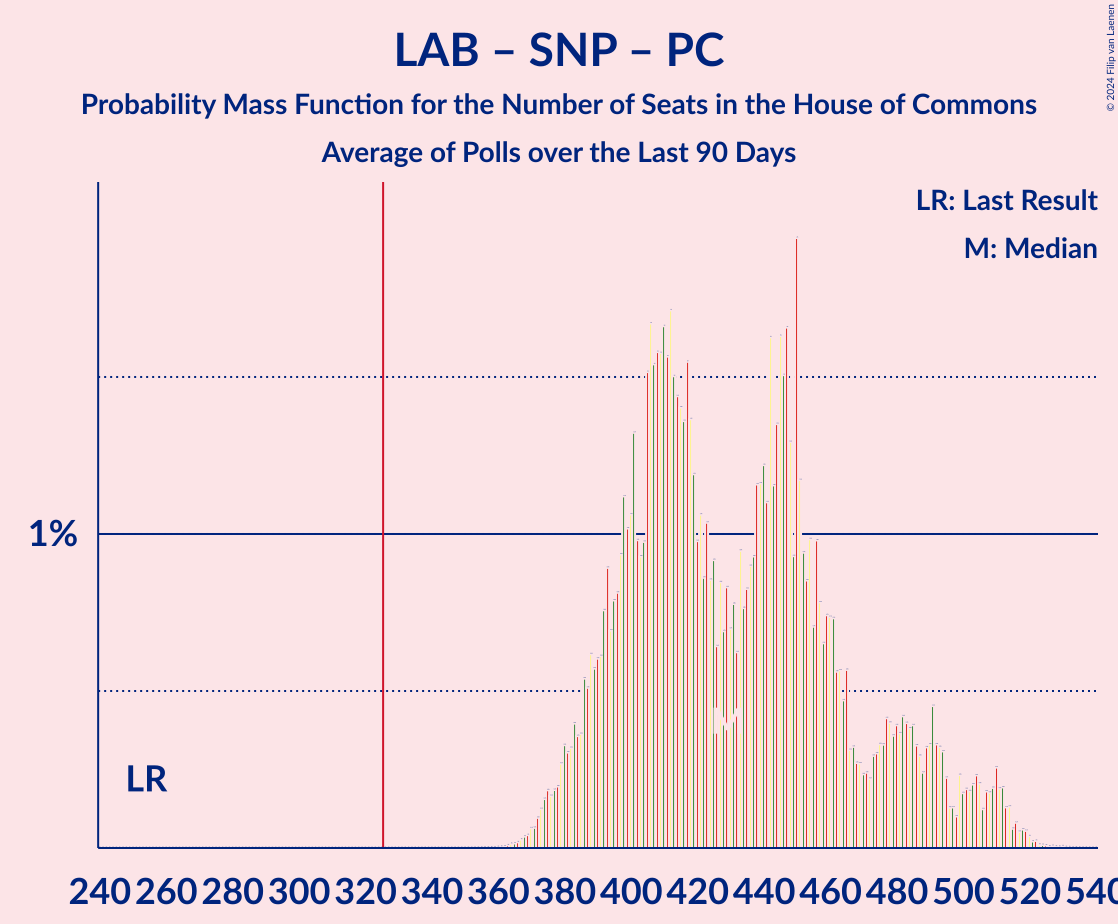 LAB – SNP – PC
Probability Mass Function for the Number of Seats in the House of Commons
Average of Polls over the Last 90 Days
© 2024 Filip van Laenen
LR: Last Result
M: Median
1%
LR
M
240 260 280 300 320 340 360 380 400 420 440 460 480 500 520 540